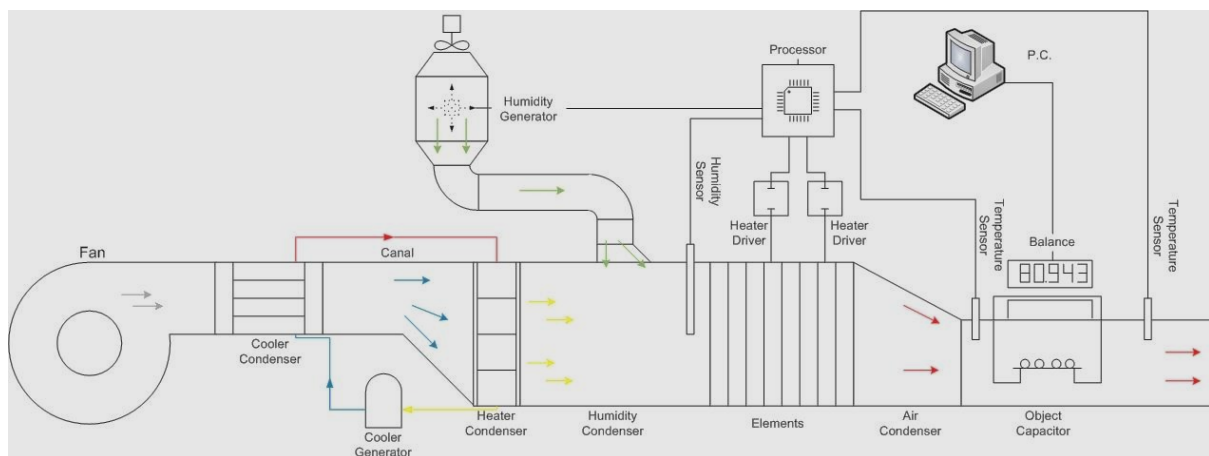 Processor
P.C.
Humidity
Generator
Humidity
Sensor
Heater
Driver
Heater
Driver
Temperature
Sensor
Temperature
Sensor
Balance
80.943
Fan
Canal
Cooler
Condenser
Cooler
Generator
Heater
Condenser
Humidity
Condenser
Elements
Air
Condenser
Object
Capacitor